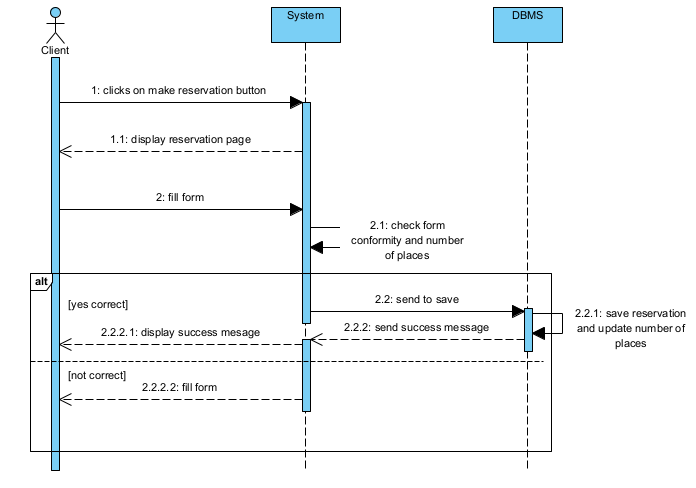 System
DBMS
Client
1: clicks on make reservation button
1.1: display reservation page
2: fill form
2.1: check form
conformity and number
of places
alt
[yes correct]
2.2: send to save
2.2.1: save reservation
and update number of
places
2.2.2: send success message
2.2.2.1: display success mesage
[not correct]
2.2.2.2: fill form